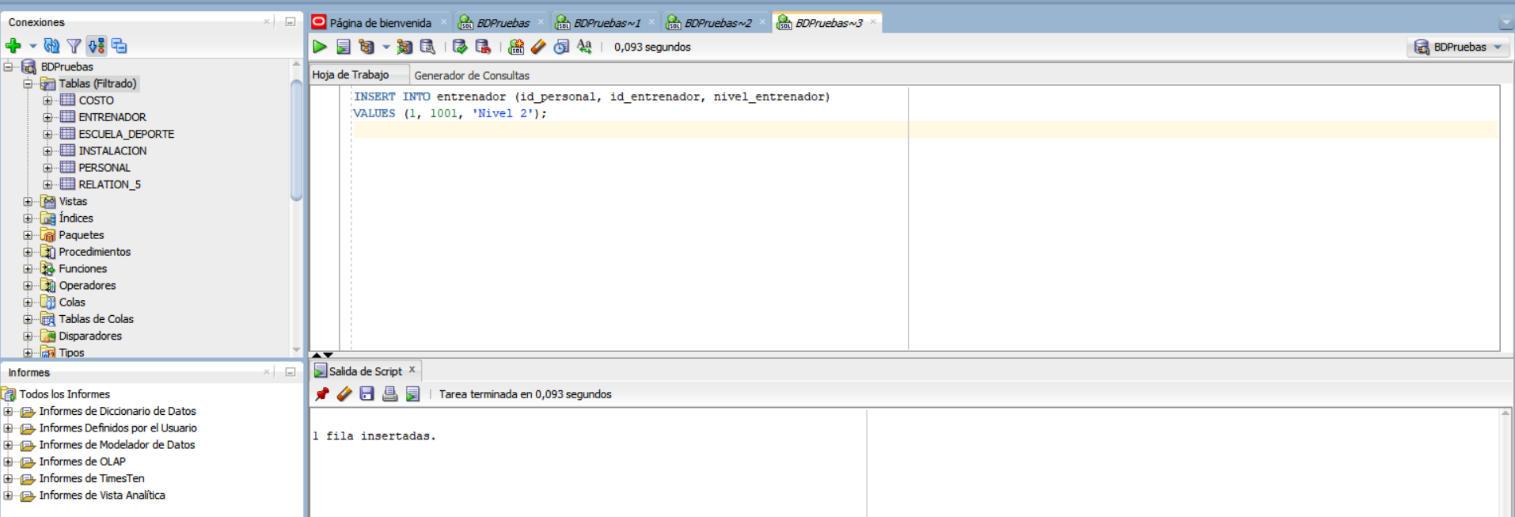 Conexiones
BDPruebas
Tablas (Filtrado)
COSTO
ENTRENADOR
ESCUELA_DEPORTE
INSTALACION
PERSONAL
RELATION_5
Vistas
Índices
Paquetes
Procedimientos
Funciones
Operadores
Colas
Tablas de Colas
Disparadores
Tipos
Informes
Todos los Informes
Informes de Diccionario de Datos
Informes Definidos por el Usuario
Informes de Modelador de Datos
Informes de OLAP
Informes de TimesTen
Informes de Vista Analítica
Página de bienvenida BDPruebas BDPruebas~1 BDPruebas~2 BDPruebas~3
0,093 segundos BDPruebas
Hoja de Trabajo Generador de Consultas
INSERT INTO entrenador (id_personal, id_entrenador, nivel_entrenador)
VALUES (1, 1001, 'Nivel 2');
Salida de Script
Tarea terminada en 0,093 segundos
1 fila insertadas.